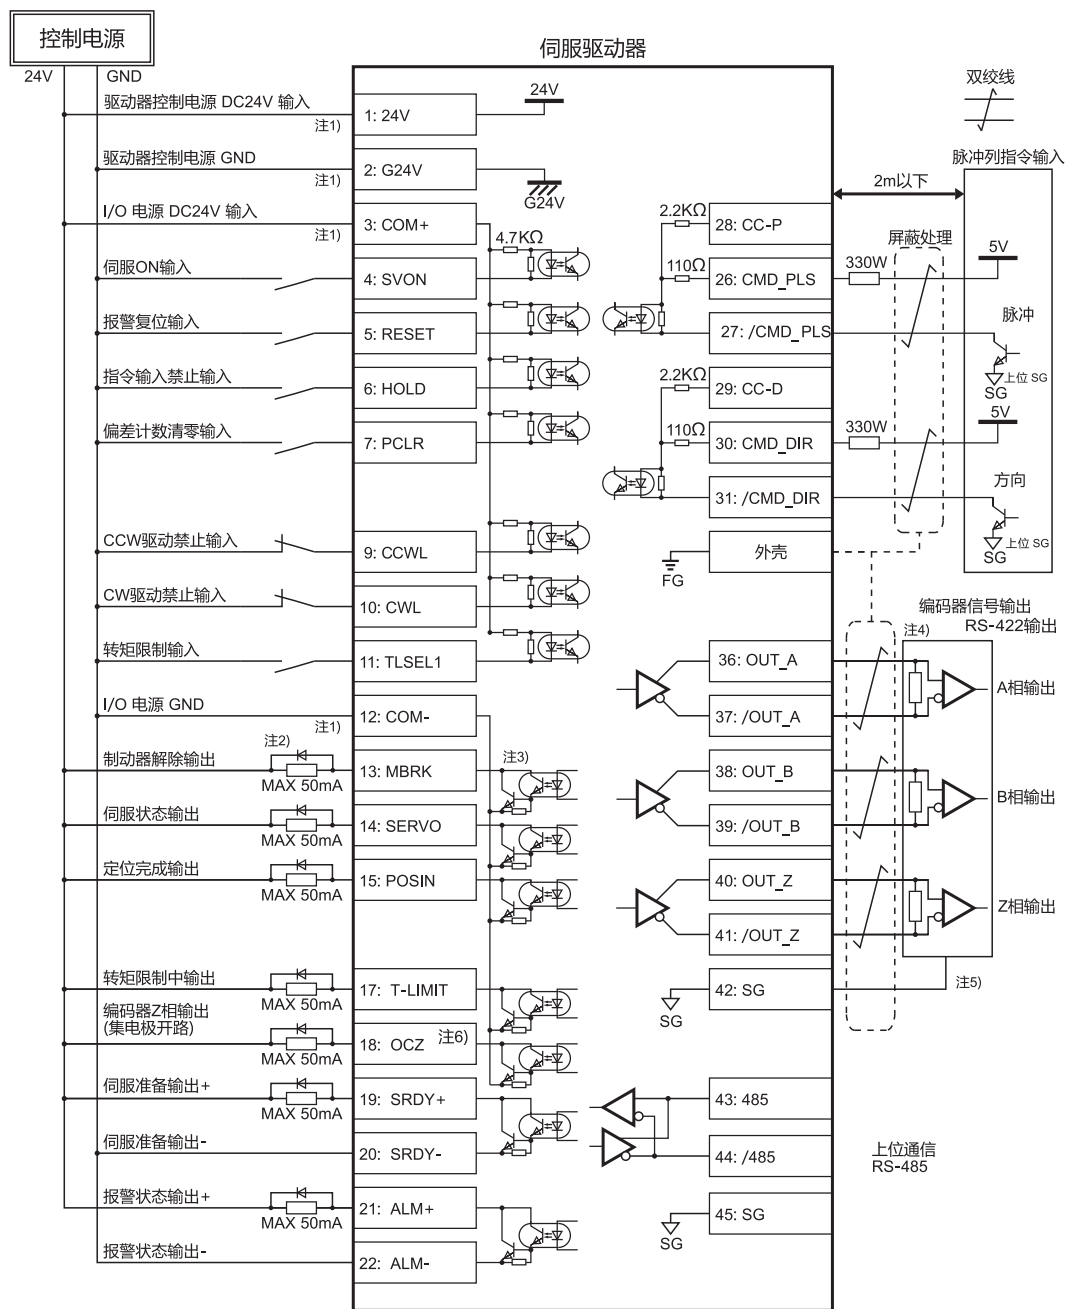 控制电源
伺服驱动器
24V
GND
双绞线
驱动器控制电源 DC24V 输入
注1)
1: 24V
24V
驱动器控制电源 GND
注1)
2: G24V
G24V
脉冲列指令输入
2m以下
I/O 电源 DC24V 输入
注1)
3: COM+
4.7KΩ
2.2KΩ
28: CC-P
屏蔽处理
5V
伺服ON输入
4: SVON
110Ω
26: CMD_PLS
330W
报警复位输入
5: RESET
27: /CMD_PLS
脉冲
上位 SG
SG
指令输入禁止输入
6: HOLD
2.2KΩ
29: CC-D
5V
偏差计数清零输入
7: PCLR
110Ω
30: CMD_DIR
330W
31: /CMD_DIR
方向
上位 SG
SG
CCW驱动禁止输入
9: CCWL
外壳
FG
CW驱动禁止输入
10: CWL
编码器信号输出
RS-422输出
注4)
转矩限制输入
11: TLSEL1
36: OUT_A
A相输出
I/O 电源 GND
注1)
12: COM-
37: /OUT_A
制动器解除输出
注2)
MAX 50mA
13: MBRK
注3)
38: OUT_B
B相输出
伺服状态输出
MAX 50mA
14: SERVO
39: /OUT_B
定位完成输出
MAX 50mA
15: POSIN
40: OUT_Z
Z相输出
41: /OUT_Z
转矩限制中输出
MAX 50mA
17: T-LIMIT
42: SG
SG
注5)
编码器Z相输出
(集电极开路)
MAX 50mA
18: OCZ
注6)
伺服准备输出+
MAX 50mA
19: SRDY+
43: 485
伺服准备输出-
20: SRDY-
44: /485
上位通信
RS-485
报警状态输出+
MAX 50mA
21: ALM+
45: SG
SG
报警状态输出-
22: ALM-